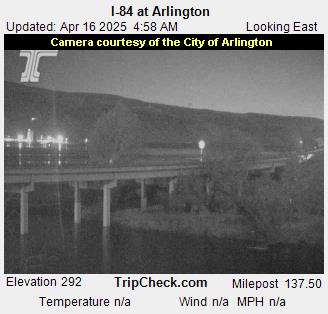 I-84 at Arlington
Updated: Apr 16 2025 4:58 AM Looking East
Camera courtesy of the City of Arlington
Elevation 292 TripCheck.com Milepost 137.50
Temperature n/a Wind n/a MPH n/a